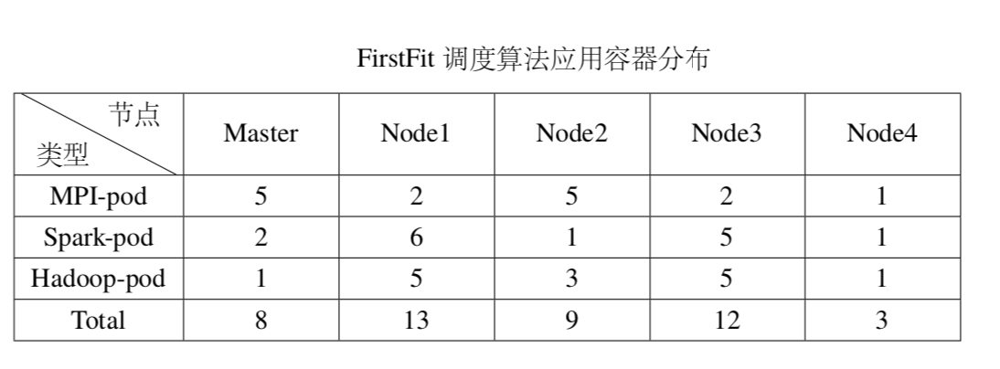 FirstFit 调度算法应用容器分布
节点
类型
Master Node1 Node2 Node3 Node4
MPI-pod 5 2 5 2 1
Spark-pod 2 6 1 5 1
Hadoop-pod 1 5 3 5 1
Total 8 13 9 12 3